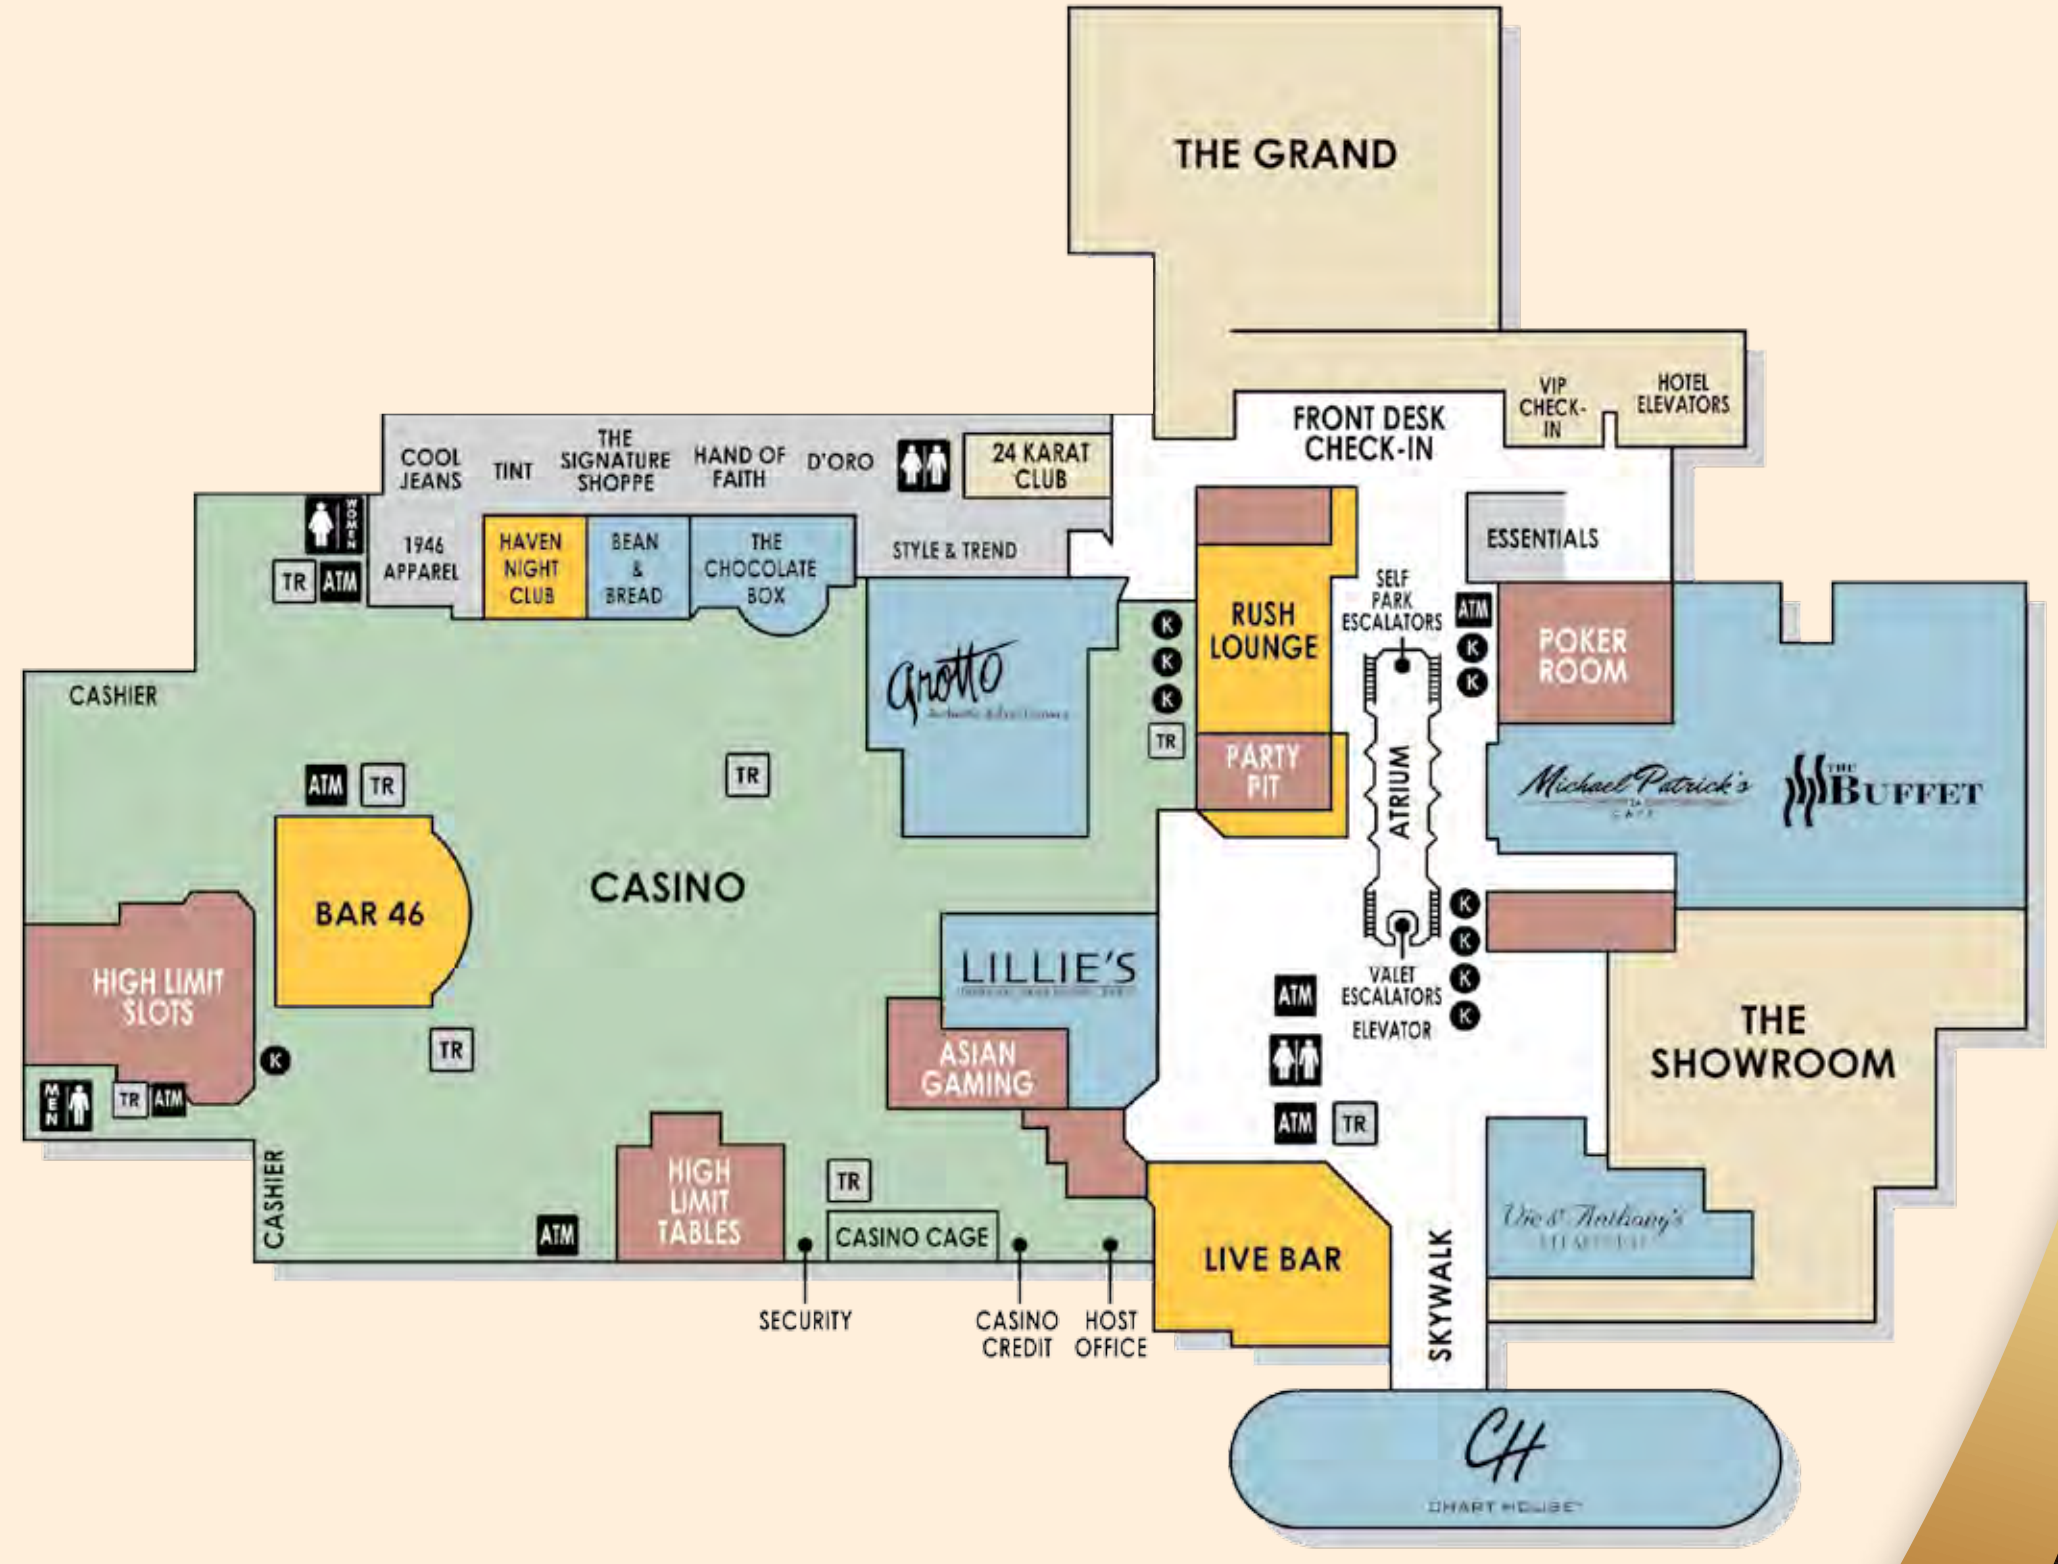 THE GRAND
VIP
CHECK-
IN
HOTEL
ELEVATORS
FRONT DESK
CHECK-IN
COOL
JEANS
TINT
THE
SIGNATURE
SHOPPE
HAND OF
FAITH
D'ORO
24 KARAT
CLUB
WOMEN
1946
APPAREL
HAVEN
NIGHT
CLUB
BEAN
&
BREAD
THE
CHOCOLATE
BOX
STYLE & TREND
ESSENTIALS
TR
ATM
SELF
PARK
ESCALATORS
ATM
K
K
K
K
K
TR
RUSH
LOUNGE
POKER
ROOM
CASHIER
grotto
PARTY
PIT
ATRIUM
Michael Patrick's
CAFE
THE
BUFFET
ATM
TR
TR
CASINO
BAR 46
HIGH LIMIT
SLOTS
LILLIE'S
K
K
K
K
VALET
ESCALATORS
ELEVATOR
ATM
THE
SHOWROOM
TR
K
ASIAN
GAMING
MEN
TR
ATM
ATM
TR
CASHIER
HIGH
LIMIT
TABLES
TR
ATM
CASINO CAGE
LIVE BAR
SKYWALK
Vic & Anthony's
SECURITY
CASINO
CREDIT
HOST
OFFICE
CH
CHART HOUSE